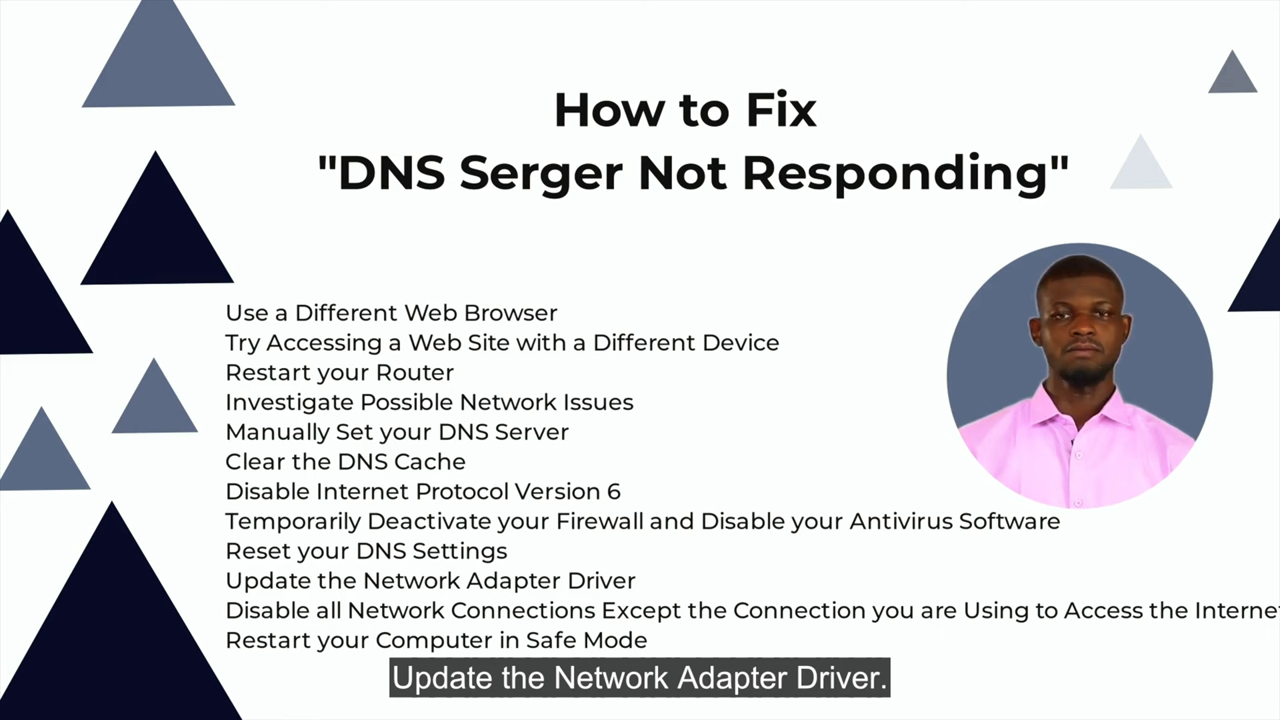 How to Fix
"DNS Serger Not Responding"
Use a Different Web Browser
Try Accessing a Web Site with a Different Device
Restart your Router
Investigate Possible Network Issues
Manually Set your DNS Server
Clear the DNS Cache
Disable Internet Protocol Version 6
Temporarily Deactivate your Firewall and Disable your Antivirus Software
Reset your DNS Settings
Update the Network Adapter Driver
Disable all Network Connections Except the Connection you are Using to Access the Interne
Restart your Computer in Safe Mode
Update the Network Adapter Driver.